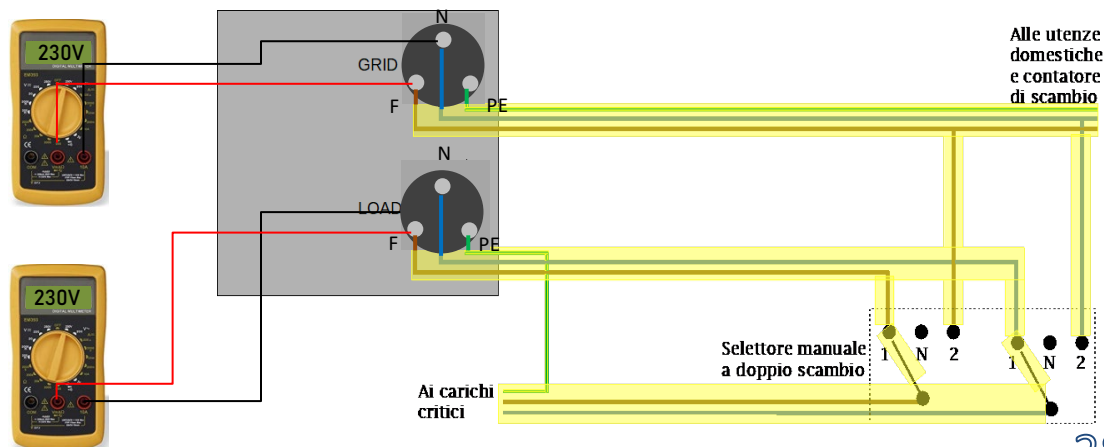 230V
N
GRID
F
PE
Alle utenze
domestiche
e contatore
di scambio
N
LOAD
F
PE
230V
Selettore manuale
a doppio scambio
1 N 2
1 N 2
Ai carichi
critici